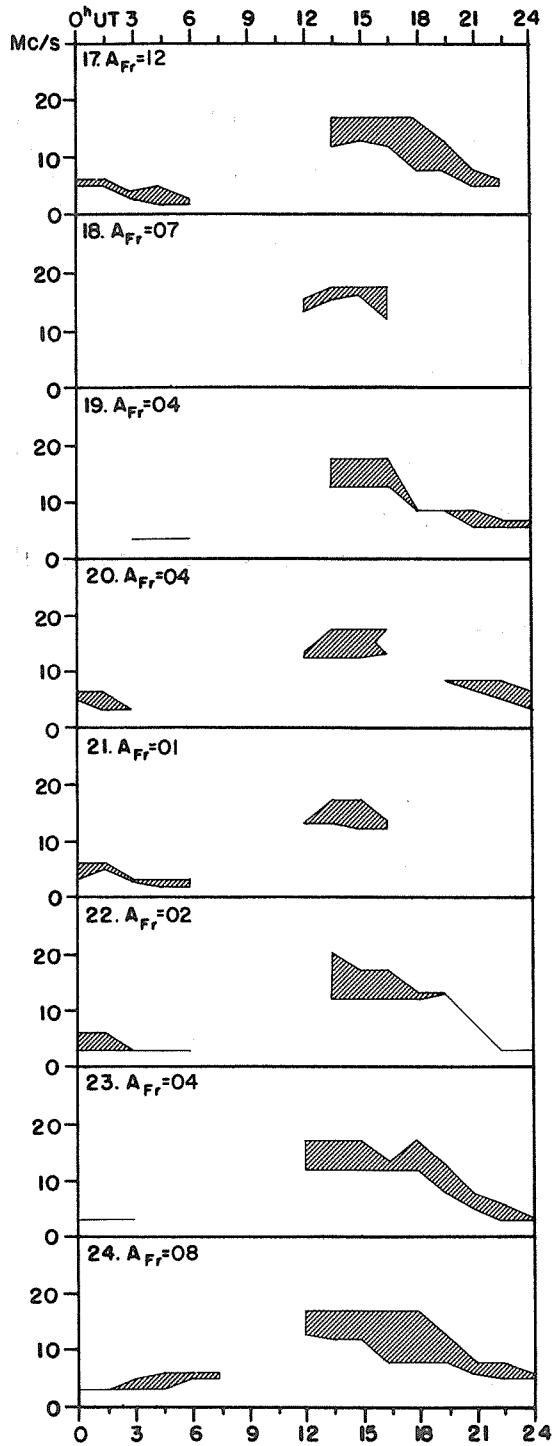 0ʰ UT 3 6 9 12 15 18 21 24
Mc/s
17. A_Fr=12
20
10
0
18. A_Fr=07
20
10
0
19. A_Fr=04
20
10
0
20. A_Fr=04
20
10
0
21. A_Fr=01
20
10
0
22. A_Fr=02
20
10
0
23. A_Fr=04
20
10
0
24. A_Fr=08
20
10
0
0 3 6 9 12 15 18 21 24